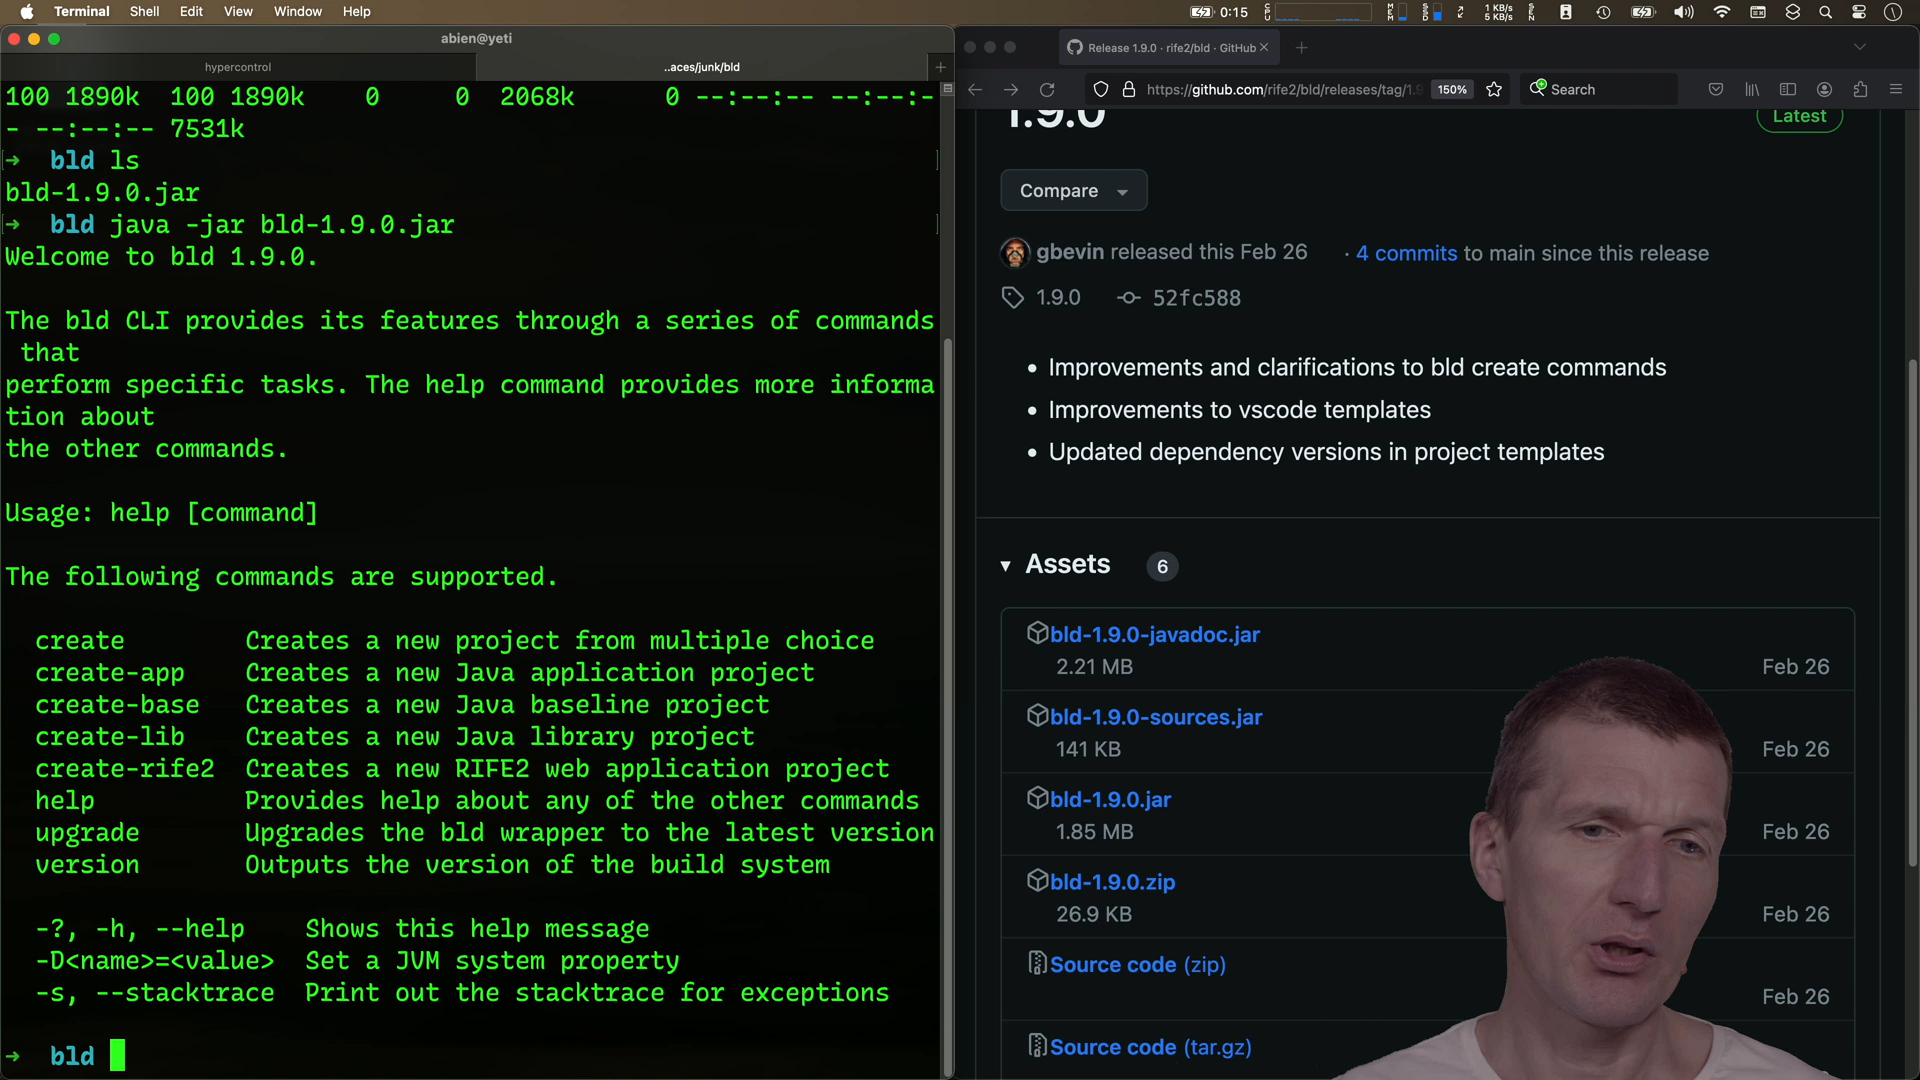 Terminal Shell Edit View Window Help
0:15
CPU
MEM
SSD
1 KB/s
5 KB/s
abien@yeti
hypercontrol
..aces/junk/bld
100 1890k 100 1890k 0 0 2068k 0 --:--:-- --:--:-
- --:--:-- 7531k
→ bld ls
bld-1.9.0.jar
→ bld java -jar bld-1.9.0.jar
Welcome to bld 1.9.0.
The bld CLI provides its features through a series of commands
that
perform specific tasks. The help command provides more informa
tion about
the other commands.
Usage: help [command]
The following commands are supported.
create Creates a new project from multiple choice
create-app Creates a new Java application project
create-base Creates a new Java baseline project
create-lib Creates a new Java library project
create-rife2 Creates a new RIFE2 web application project
help Provides help about any of the other commands
upgrade Upgrades the bld wrapper to the latest version
version Outputs the version of the build system
-?, -h, --help Shows this help message
-D<name>=<value> Set a JVM system property
-s, --stacktrace Print out the stacktrace for exceptions
→ bld
Release 1.9.0 · rife2/bld · GitHub
https://github.com/rife2/bld/releases/tag/1.9
150%
Search
1.9.0
Latest
Compare
gbevin released this Feb 26 · 4 commits to main since this release
1.9.0 52fc588
• Improvements and clarifications to bld create commands
• Improvements to vscode templates
• Updated dependency versions in project templates
Assets 6
bld-1.9.0-javadoc.jar
2.21 MB Feb 26
bld-1.9.0-sources.jar
141 KB Feb 26
bld-1.9.0.jar
1.85 MB Feb 26
bld-1.9.0.zip
26.9 KB Feb 26
Source code (zip)
Feb 26
Source code (tar.gz)